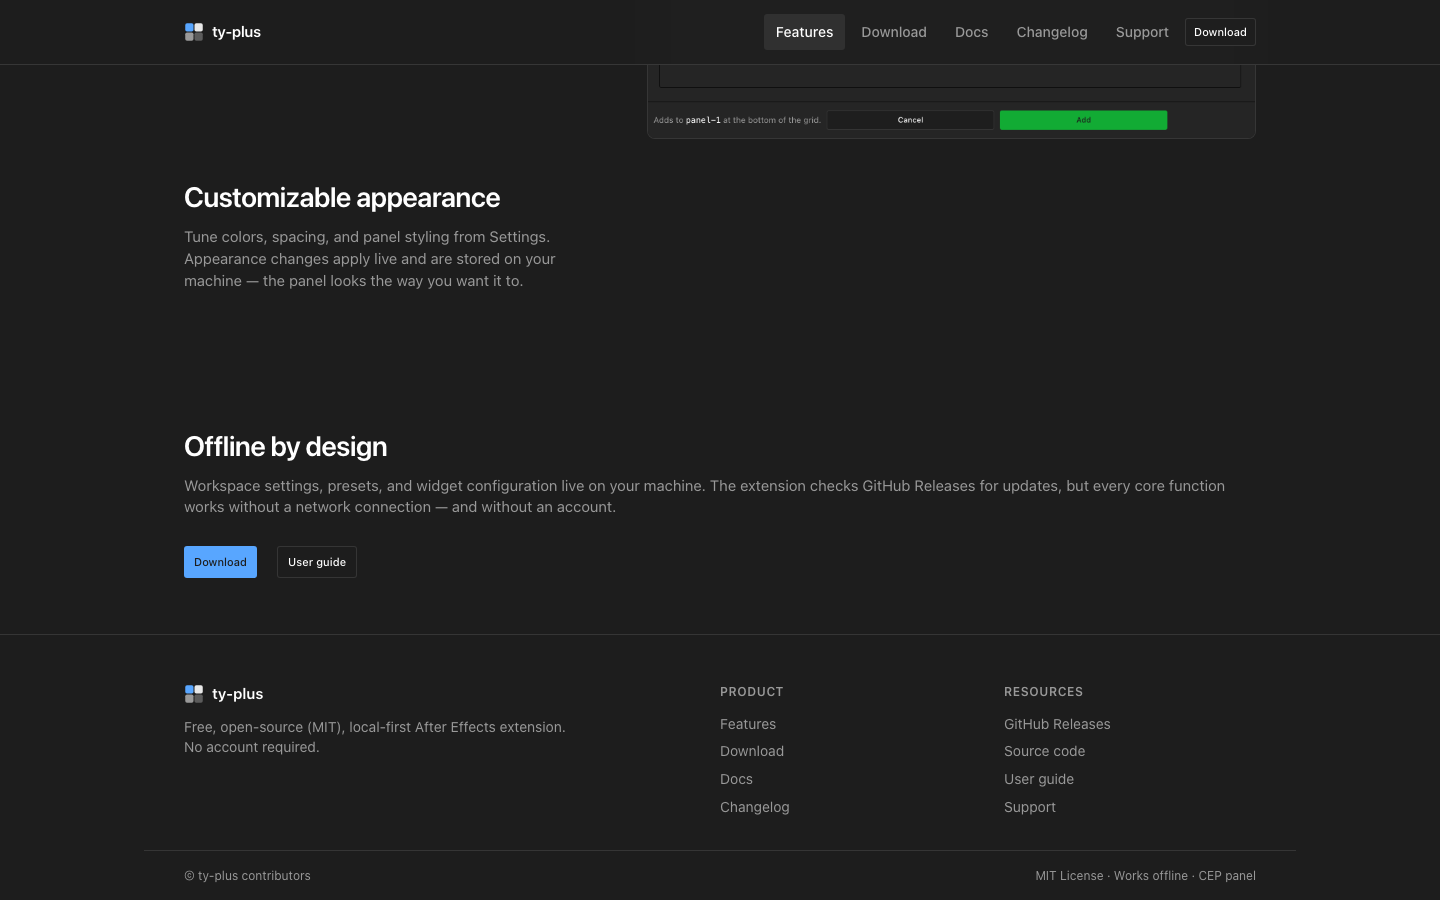 ty-plus
Features
Download
Docs
Changelog
Support
Download
Adds to panel-1 at the bottom of the grid.
Cancel
Add
Customizable appearance
Tune colors, spacing, and panel styling from Settings.
Appearance changes apply live and are stored on your
machine — the panel looks the way you want it to.
Offline by design
Workspace settings, presets, and widget configuration live on your machine. The extension checks GitHub Releases for updates, but every core function
works without a network connection — and without an account.
Download
User guide
ty-plus
Free, open-source (MIT), local-first After Effects extension.
No account required.
PRODUCT
Features
Download
Docs
Changelog
RESOURCES
GitHub Releases
Source code
User guide
Support
© ty-plus contributors
MIT License · Works offline · CEP panel